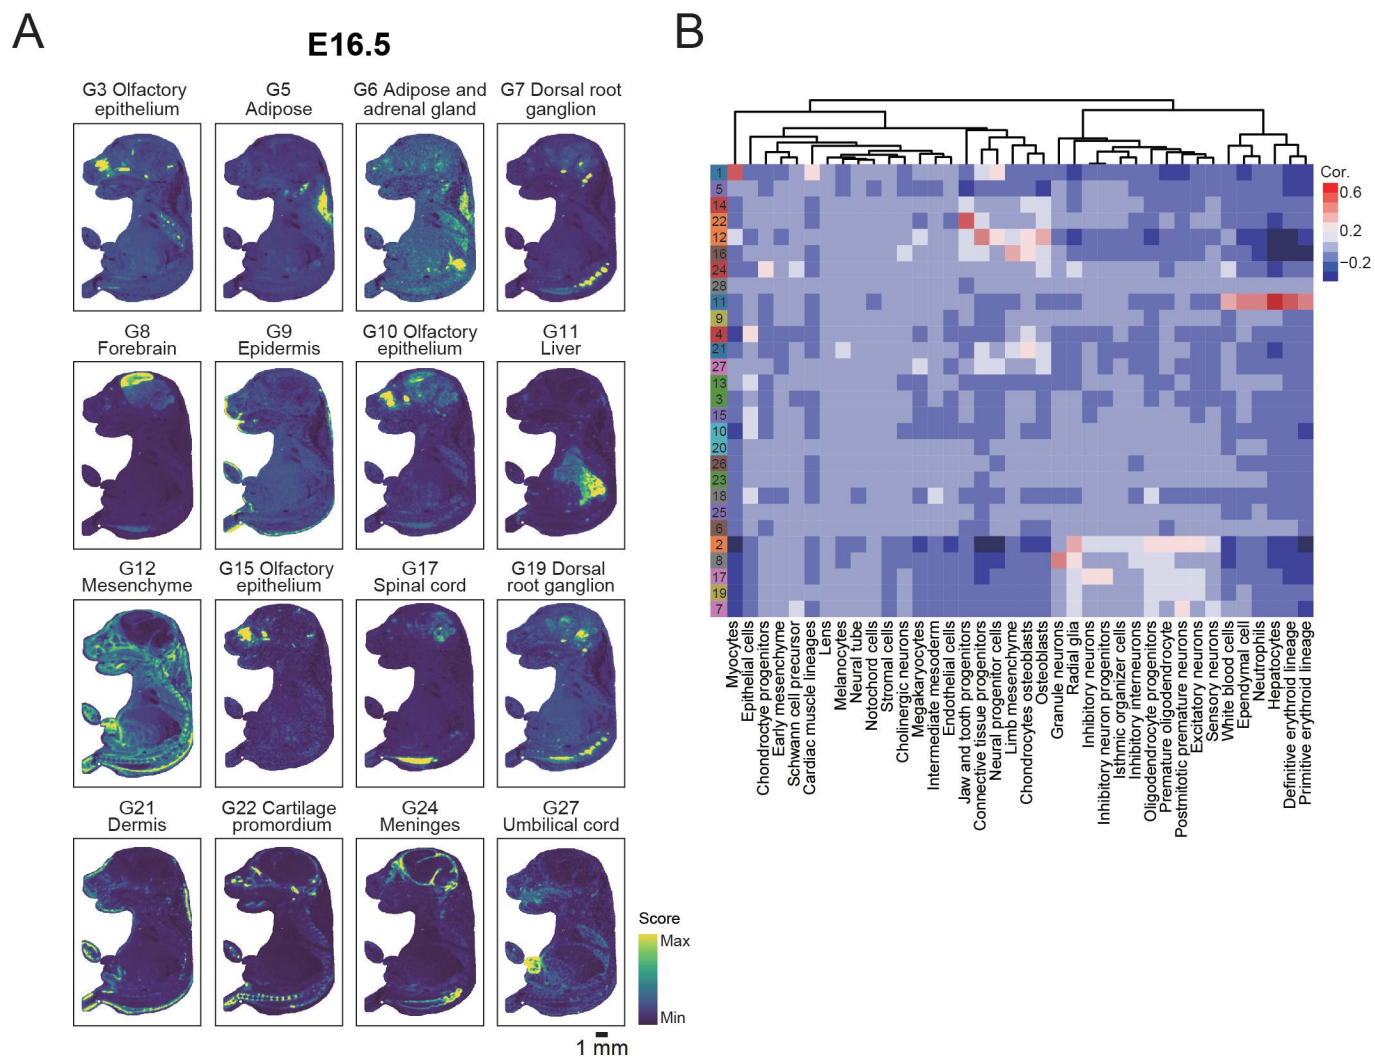 A
E16.5
G3 Olfactory
epithelium
G5
Adipose
G6 Adipose and
adrenal gland
G7 Dorsal root
ganglion
G8
Forebrain
G9
Epidermis
G10 Olfactory
epithelium
G11
Liver
G12
Mesenchyme
G15 Olfactory
epithelium
G17
Spinal cord
G19 Dorsal
root ganglion
G21
Dermis
G22 Cartilage
promordium
G24
Meninges
G27
Umbilical cord
Score
Max
Min
1 mm
B
Cor.
0.6
0.2
−0.2
1
5
14
22
12
16
24
28
11
9
4
21
27
13
3
15
10
20
26
23
18
25
6
2
8
17
19
7
Myocytes
Epithelial cells
Chondroctye progenitors
Early mesenchyme
Schwann cell precursor
Cardiac muscle lineages
Lens
Melanocytes
Neural tube
Notochord cells
Stromal cells
Cholinergic neurons
Megakaryocytes
Intermediate mesoderm
Endothelial cells
Jaw and tooth progenitors
Connective tissue progenitors
Neural progenitor cells
Limb mesenchyme
Chondrocytes osteoblasts
Osteoblasts
Granule neurons
Radial glia
Inhibitory neurons
Inhibitory neuron progenitors
Isthmic organizer cells
Inhibitory interneurons
Oligodendrocyte progenitors
Premature oligodendrocyte
Postmitotic premature neurons
Excitatory neurons
Sensory neurons
White blood cells
Ependymal cell
Neutrophils
Hepatocytes
Definitive erythroid lineage
Primitive erythroid lineage